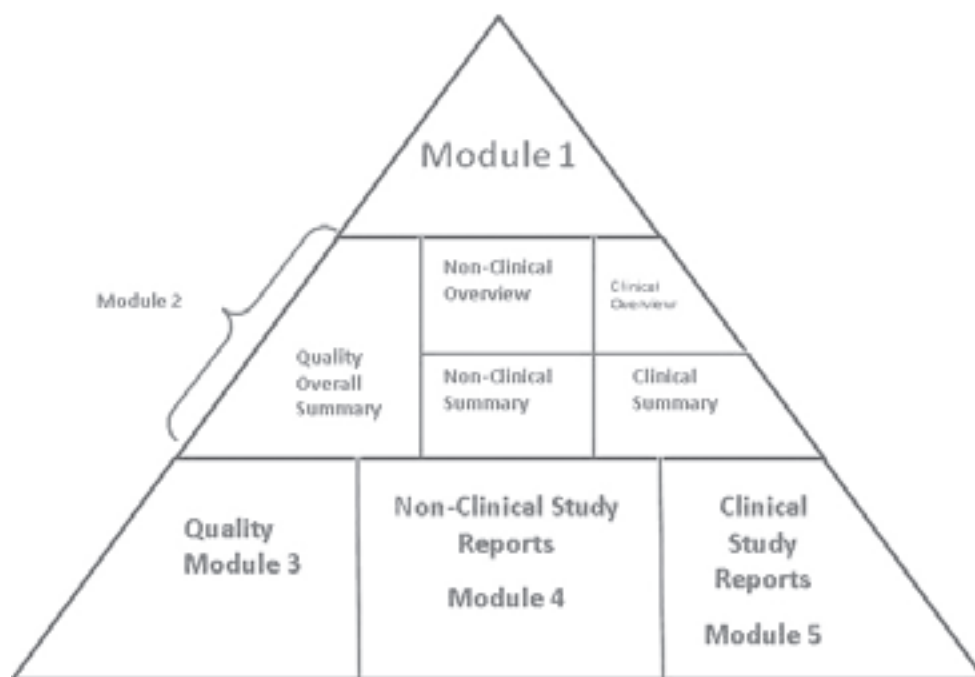 Module 1
Module 2
Non-Clinical
Overview
Clinical
Overview
Quality
Overall
Summary
Non-Clinical
Summary
Clinical
Summary
Quality
Module 3
Non-Clinical Study
Reports
Module 4
Clinical
Study
Reports
Module 5